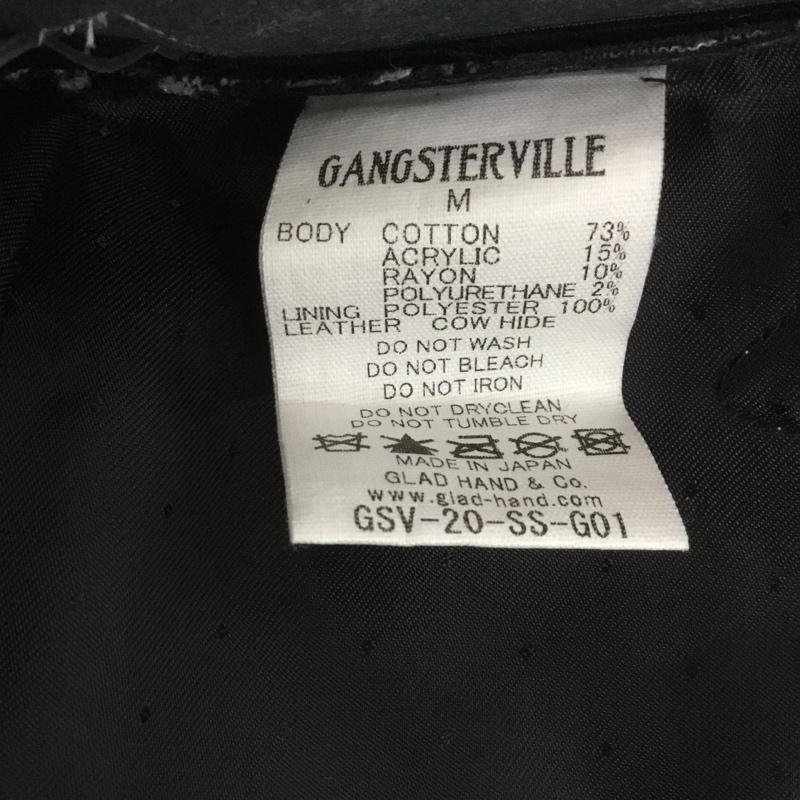 GANGSTERVILLE
M
BODY COTTON 73%
ACRYLIC 15%
RAYON 10%
POLYURETHANE 2%
LINING POLYESTER 100%
LEATHER COW HIDE
DO NOT WASH
DO NOT BLEACH
DO NOT IRON
DO NOT DRYCLEAN
DO NOT TUMBLE DRY
MADE IN JAPAN
GLAD HAND & Co.
www.glad-hand.com
GSV-20-SS-G01